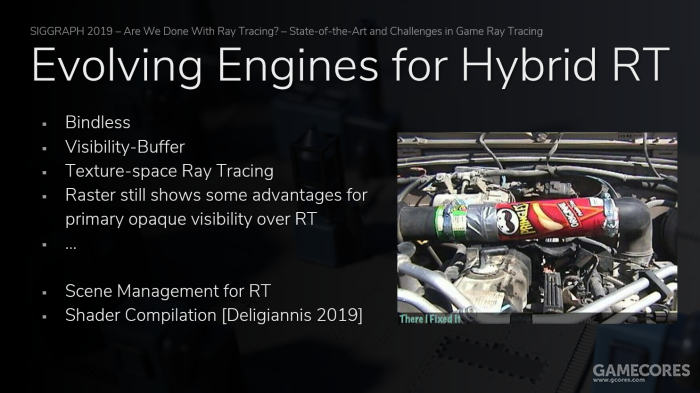 SIGGRAPH 2019 – Are We Done With Ray Tracing? – State-of-the-Art and Challenges in Game Ray Tracing
Evolving Engines for Hybrid RT
▪ Bindless
▪ Visibility-Buffer
▪ Texture-space Ray Tracing
▪ Raster still shows some advantages for
primary opaque visibility over RT
▪ ...
▪ Scene Management for RT
▪ Shader Compilation [Deligiannis 2019]
PRINGLES
There I Fixed It
GAMECORES
www.gcores.com